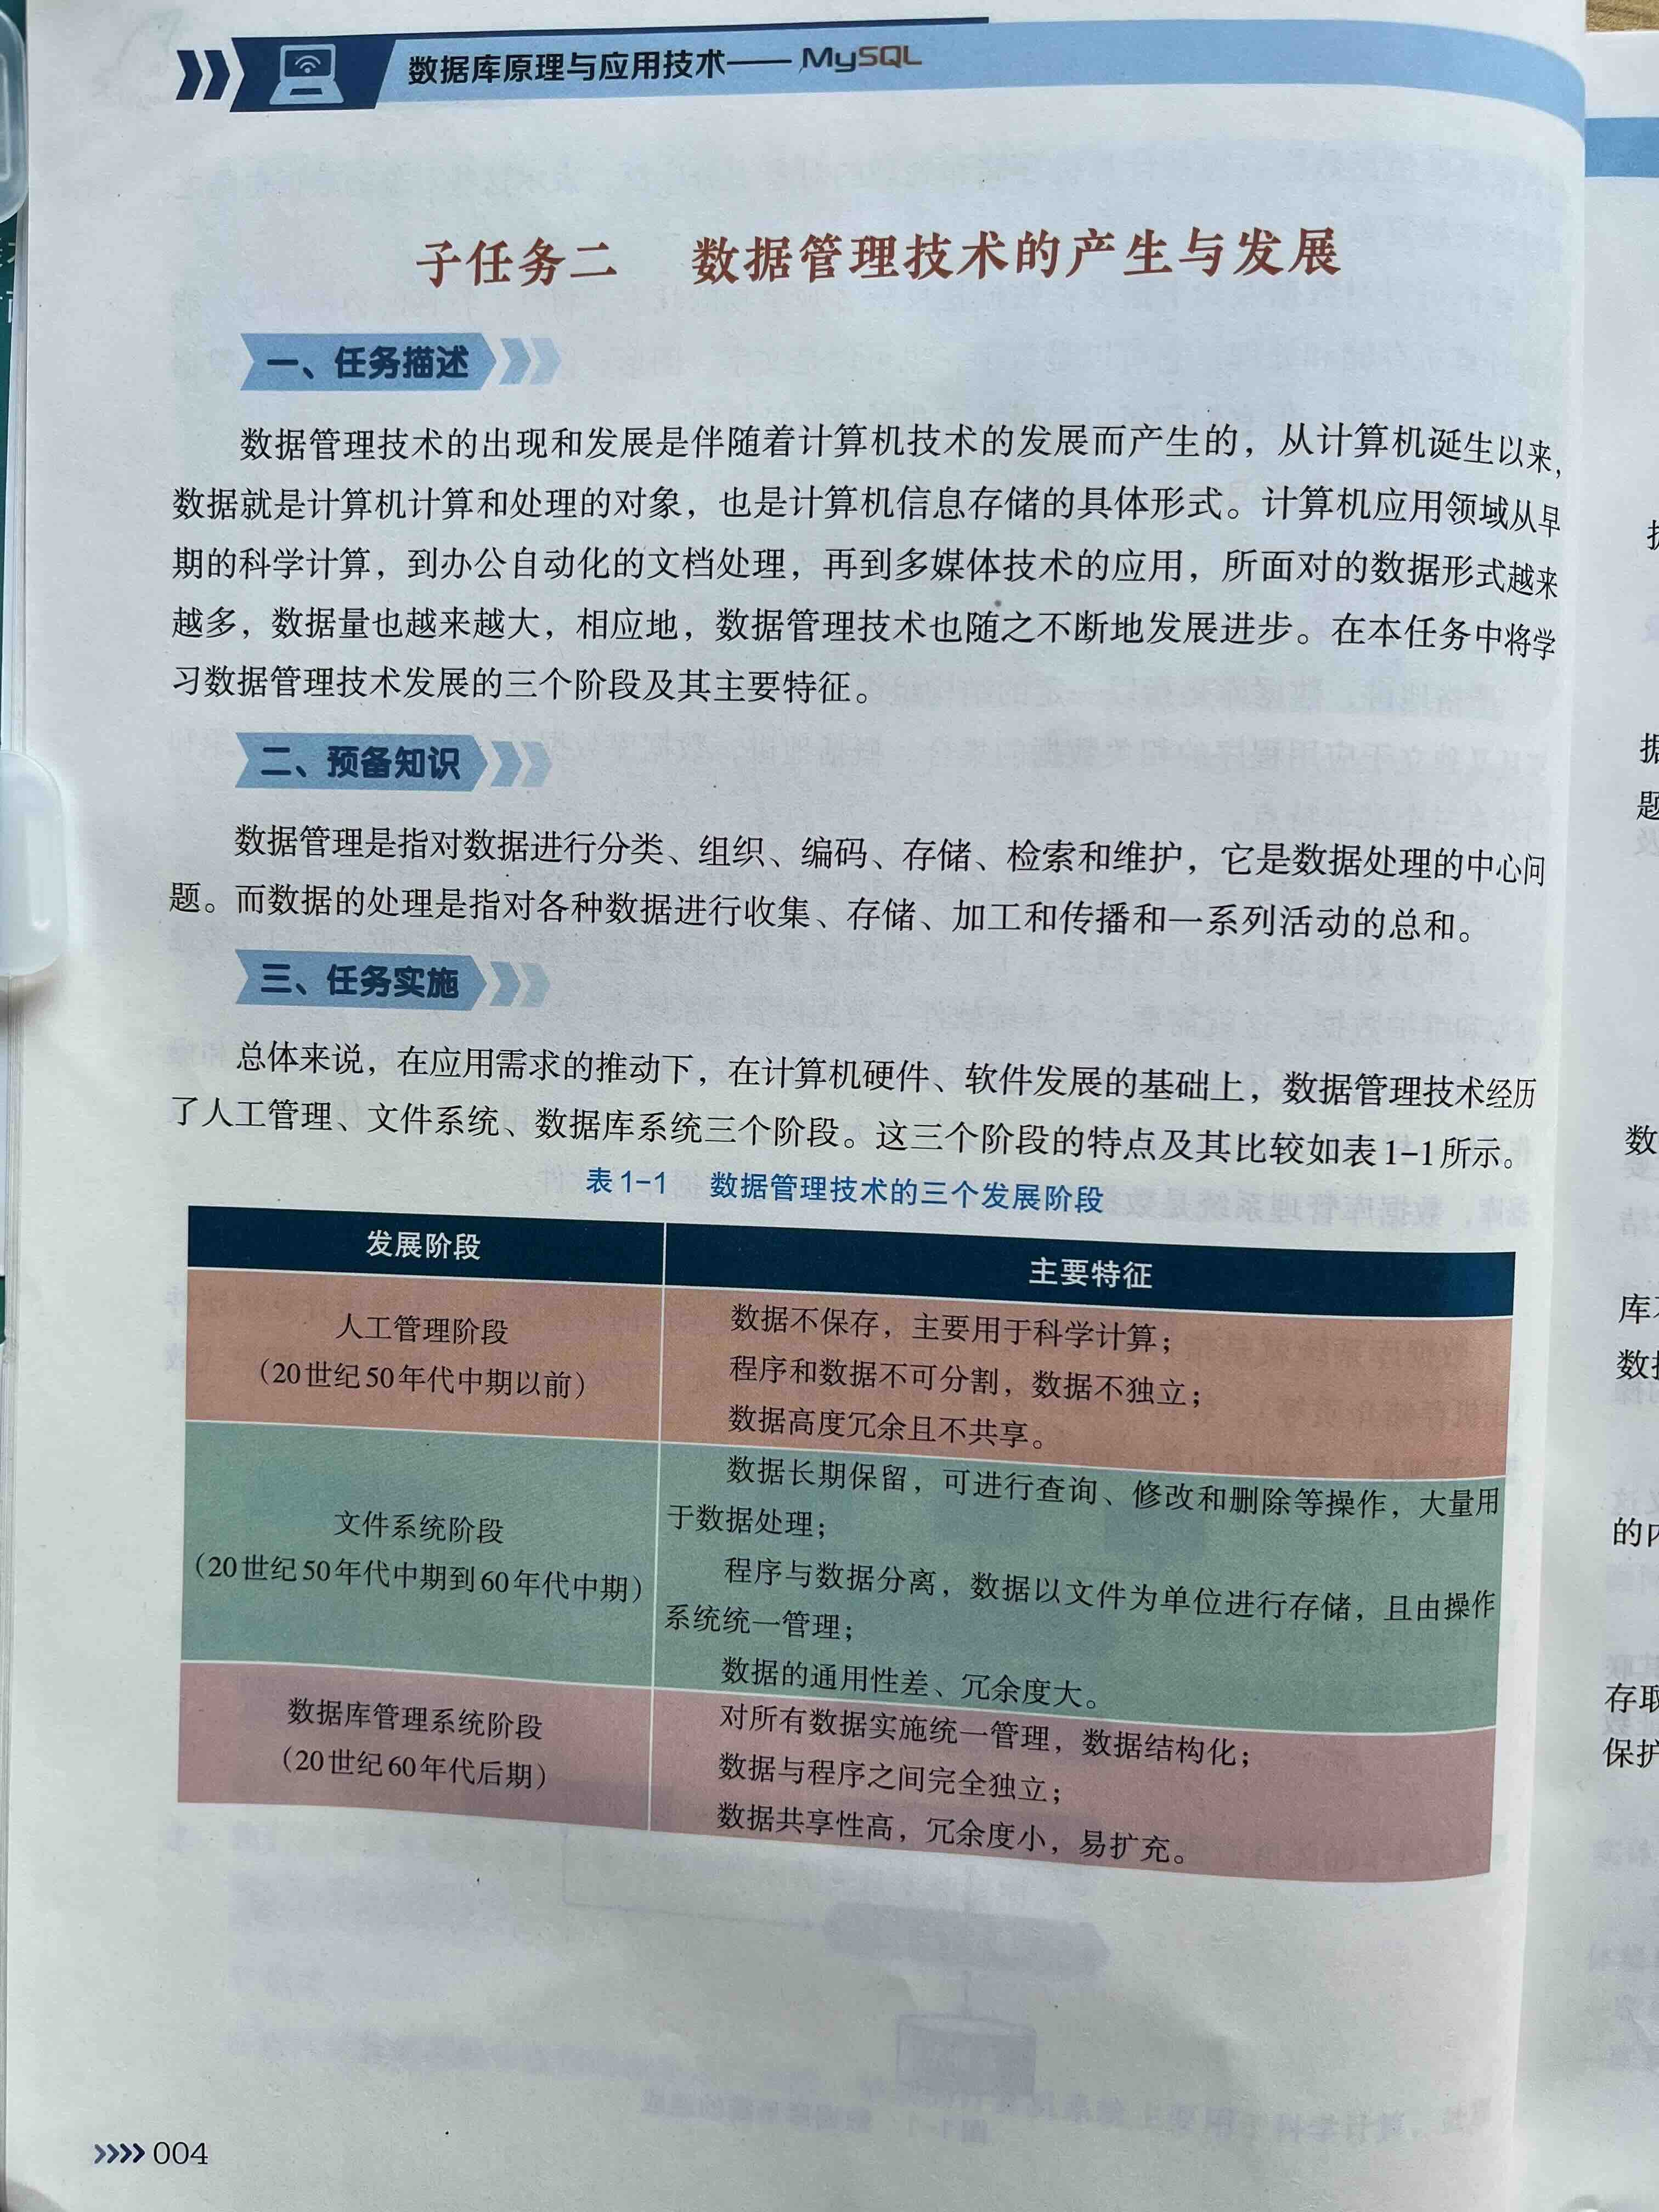 数据库原理与应用技术——MySQL
子任务二 数据管理技术的产生与发展
一、任务描述
数据管理技术的出现和发展是伴随着计算机技术的发展而产生的，从计算机诞生以来，
数据就是计算机计算和处理的对象，也是计算机信息存储的具体形式。计算机应用领域从早
期的科学计算，到办公自动化的文档处理，再到多媒体技术的应用，所面对的数据形式越来
越多，数据量也越来越大，相应地，数据管理技术也随之不断地发展进步。在本任务中将学
习数据管理技术发展的三个阶段及其主要特征。
二、预备知识
数据管理是指对数据进行分类、组织、编码、存储、检索和维护，它是数据处理的中心问
题。而数据的处理是指对各种数据进行收集、存储、加工和传播和一系列活动的总和。
三、任务实施
总体来说，在应用需求的推动下，在计算机硬件、软件发展的基础上，数据管理技术经历
了人工管理、文件系统、数据库系统三个阶段。这三个阶段的特点及其比较如表1-1所示。
表1-1 数据管理技术的三个发展阶段
发展阶段
主要特征
人工管理阶段
（20世纪50年代中期以前）
数据不保存，主要用于科学计算；
程序和数据不可分割，数据不独立；
数据高度冗余且不共享。
文件系统阶段
（20世纪50年代中期到60年代中期）
数据长期保留，可进行查询、修改和删除等操作，大量用
于数据处理；
程序与数据分离，数据以文件为单位进行存储，且由操作
系统统一管理；
数据的通用性差、冗余度大。
数据库管理系统阶段
（20世纪60年代后期）
对所有数据实施统一管理，数据结构化；
数据与程序之间完全独立；
数据共享性高，冗余度小，易扩充。
>>>> 004
据
题
数
数据
存取
保护